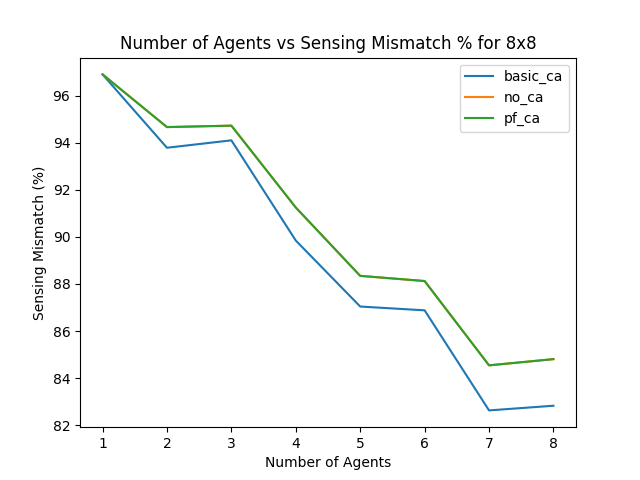 Number of Agents vs Sensing Mismatch % for 8x8
basic_ca
no_ca
pf_ca
Sensing Mismatch (%)
96
94
92
90
88
86
84
82
1 2 3 4 5 6 7 8
Number of Agents